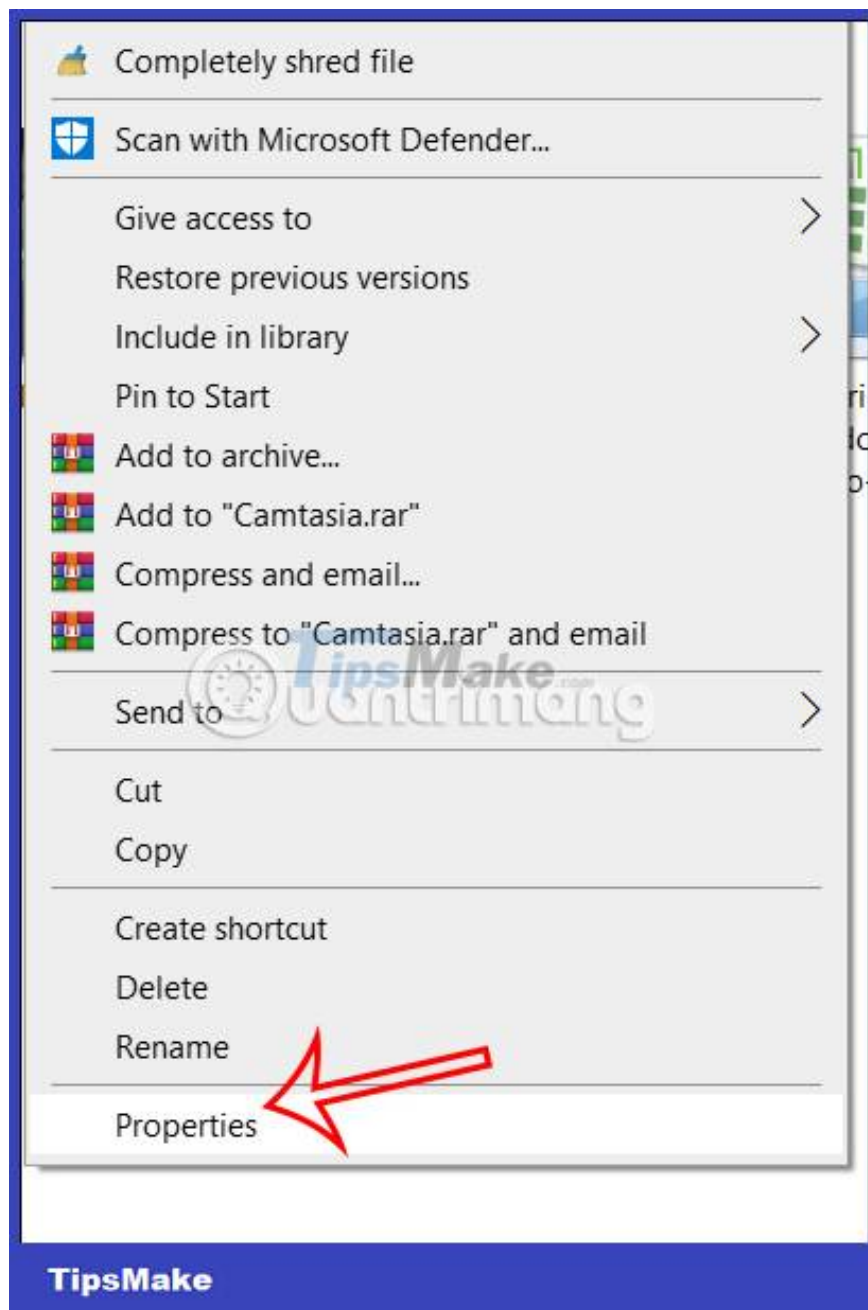 Completely shred file
Scan with Microsoft Defender...
Give access to
Restore previous versions
Include in library
Pin to Start
ri
Add to archive...
Add to "Camtasia.rar"
Compress and email...
Compress to "Camtasia.rar" and email
TipsMake.com
Quantrimang
Send to
Cut
Copy
Create shortcut
Delete
Rename
Properties
TipsMake